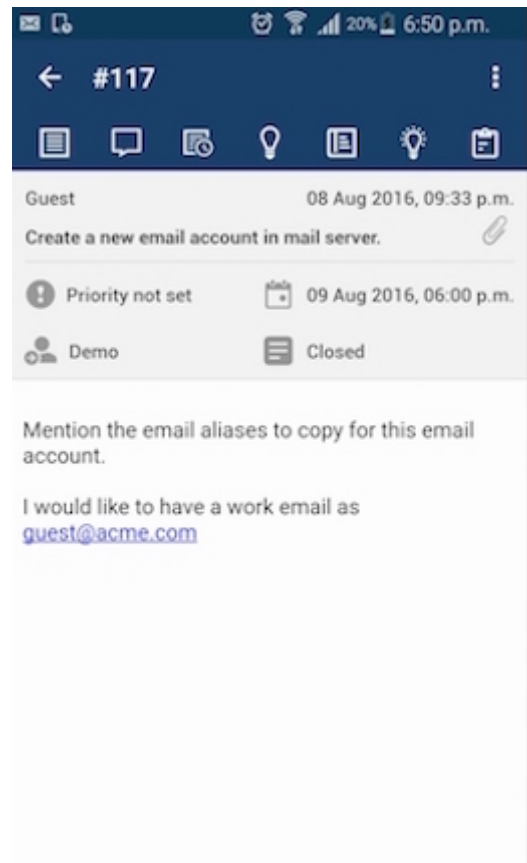 20% 6:50 p.m.
#117
Guest 08 Aug 2016, 09:33 p.m.
Create a new email account in mail server.
Priority not set 09 Aug 2016, 06:00 p.m.
Demo Closed
Mention the email aliases to copy for this email
account.
I would like to have a work email as
guest@acme.com